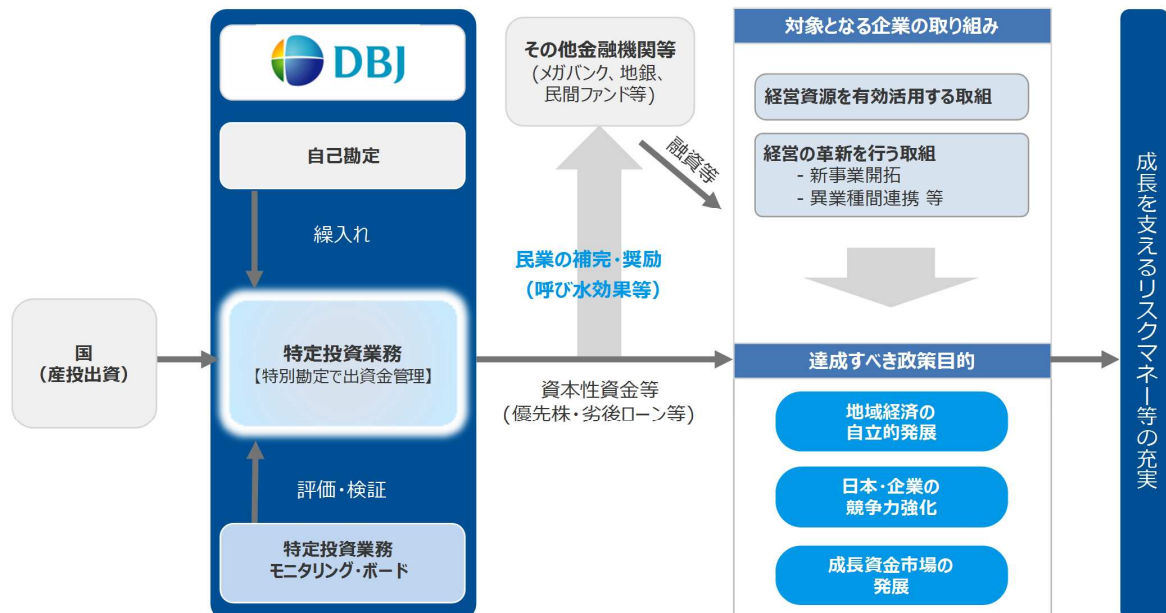 DBJ
自己勘定
繰入れ
国
(産投出資)
特定投資業務
【特別勘定で出資金管理】
評価・検証
特定投資業務
モニタリング・ボード
その他金融機関等
(メガバンク、地銀、
民間ファンド等)
融資等
民業の補完・奨励
(呼び水効果等)
資本性資金等
(優先株・劣後ローン等)
対象となる企業の取り組み
経営資源を有効活用する取組
経営の革新を行う取組
- 新事業開拓
- 異業種間連携 等
達成すべき政策目的
地域経済の
自立的発展
日本・企業の
競争力強化
成長資金市場の
発展
成長を支えるリスクマネー等の充実